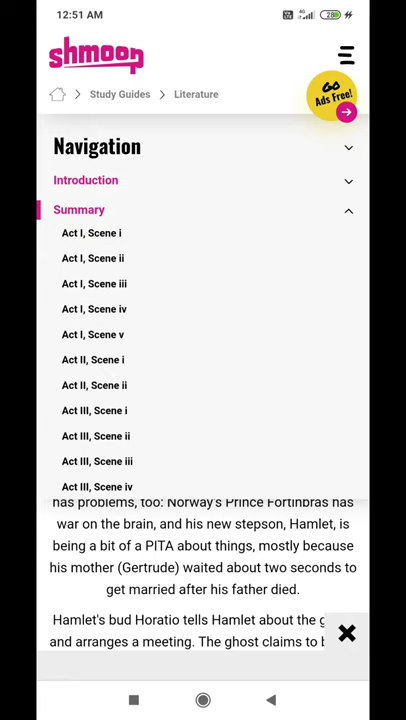 12:51 AM
4G
28
shmoop
Study Guides
Literature
GO
Ads Free!
Navigation
Introduction
Summary
Act I, Scene i
Act I, Scene ii
Act I, Scene iii
Act I, Scene iv
Act I, Scene v
Act II, Scene i
Act II, Scene ii
Act III, Scene i
Act III, Scene ii
Act III, Scene iii
Act III, Scene iv
has problems, too: Norway's Prince Fortinbras has
war on the brain, and his new stepson, Hamlet, is
being a bit of a PITA about things, mostly because
his mother (Gertrude) waited about two seconds to
get married after his father died.
Hamlet's bud Horatio tells Hamlet about the
and arranges a meeting. The ghost claims to